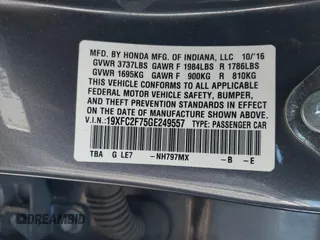 MFD. BY HONDA MFG. OF INDIANA, LLC 10/'16
GVWR 3737LBS GAWR F 1984LBS R 1786LBS
GVWR 1695KG GAWR F 900KG R 810KG
THIS VEHICLE CONFORMS TO ALL APPLICABLE
FEDERAL MOTOR VEHICLE SAFETY, BUMPER,
AND THEFT PREVENTION STANDARDS IN EFFECT
ON THE DATE OF MANUFACTURE SHOWN ABOVE.
V.I.N.:19XFC2F75GE249557 TYPE: PASSENGER CAR
TBA G LE7 -NH797MX -B -E
DREAMBID